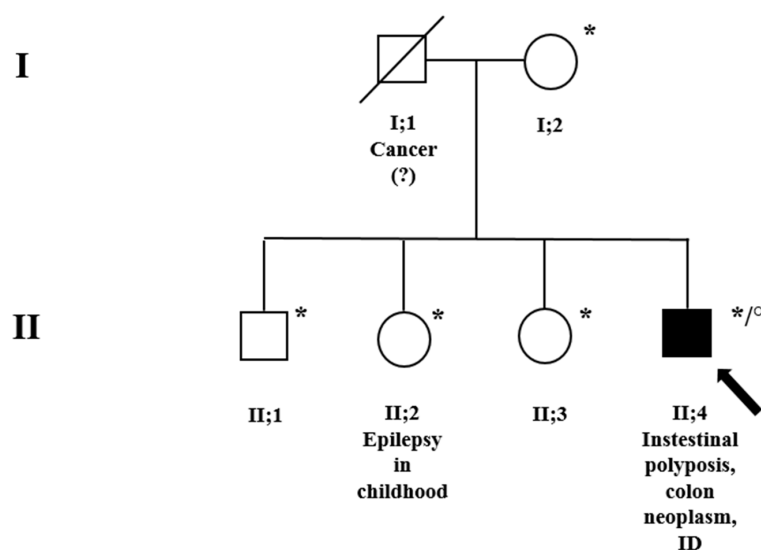 I
*
I;1
Cancer
(?)
I;2
II
*
*
*
*/°
II;1
II;2
Epilepsy
in
childhood
II;3
II;4
Instestinal
polyposis,
colon
neoplasm,
ID